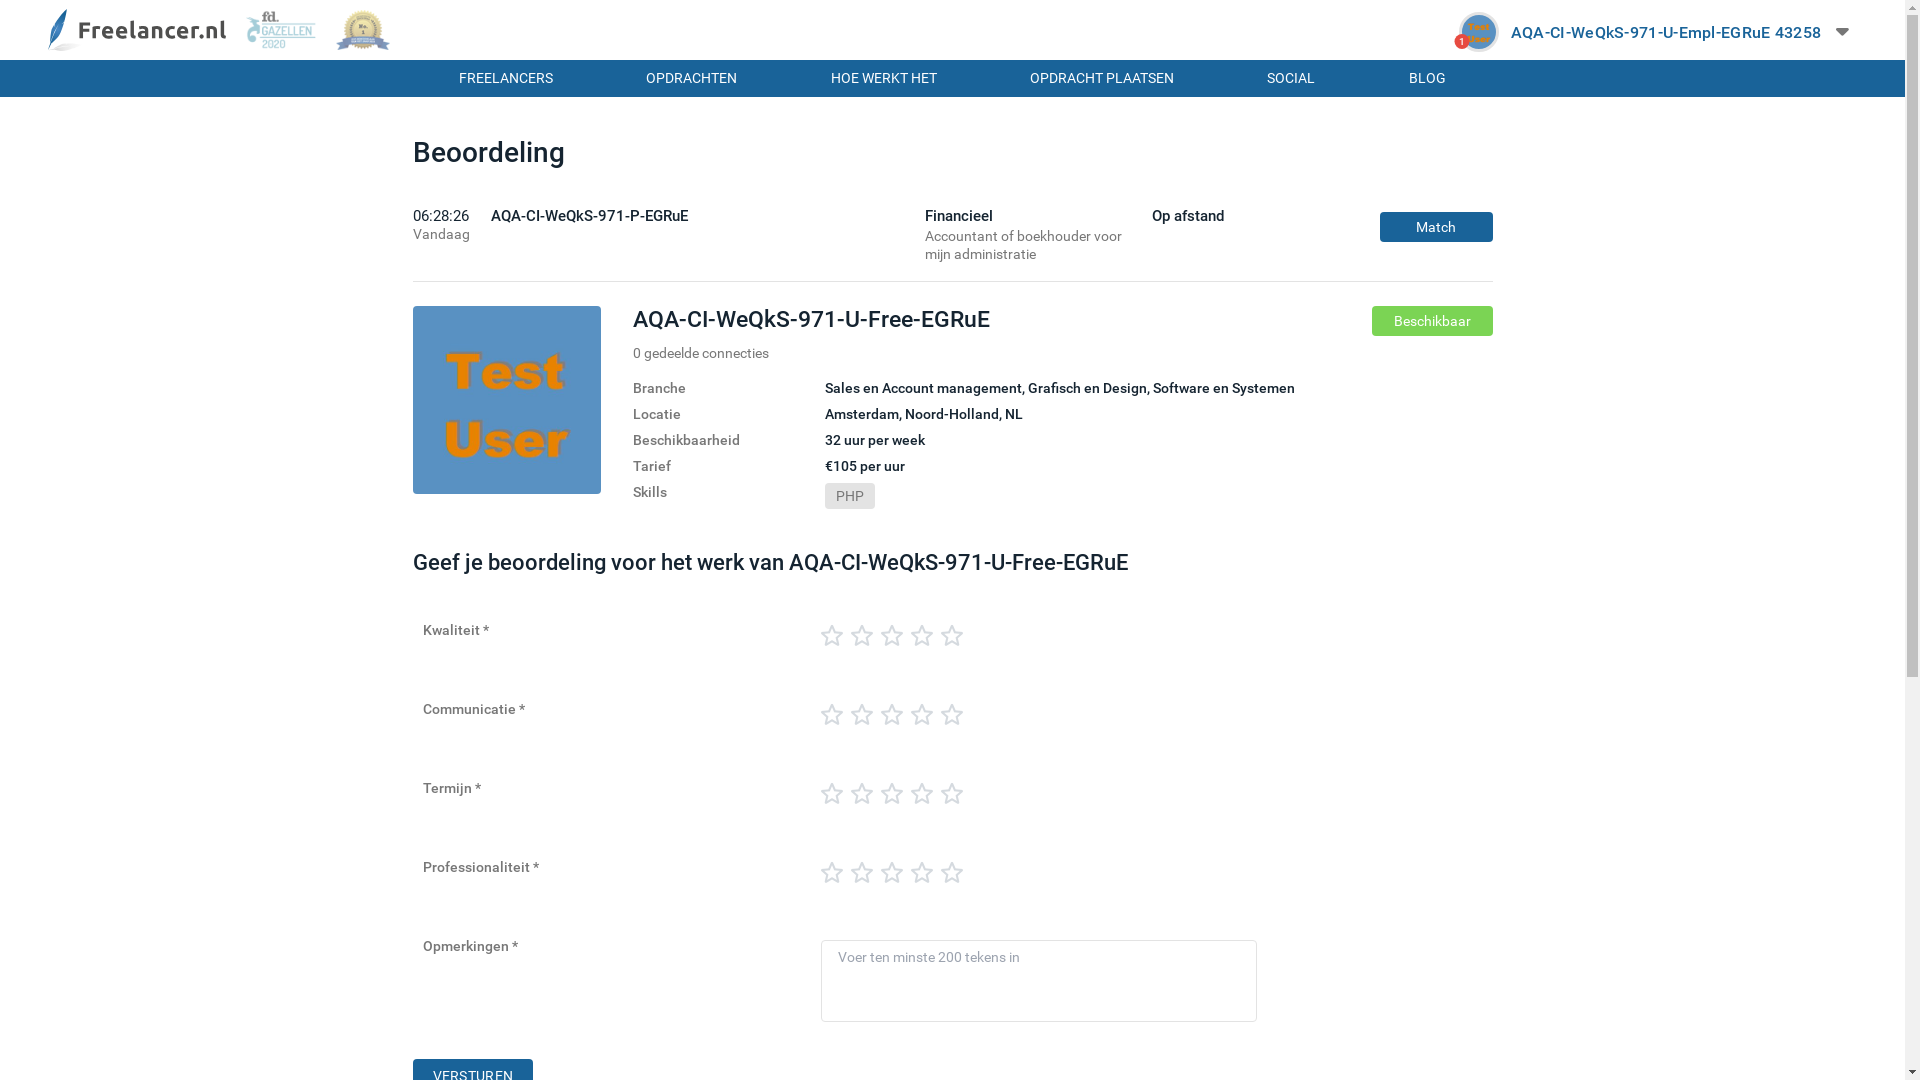 Freelancer.nl
fd.
GAZELLEN
2020
No.
1
1
Test
User
AQA-CI-WeQkS-971-U-Empl-EGRuE 43258
FREELANCERS
OPDRACHTEN
HOE WERKT HET
OPDRACHT PLAATSEN
SOCIAL
BLOG
Beoordeling
06:28:26
Vandaag
AQA-CI-WeQkS-971-P-EGRuE
Financieel
Accountant of boekhouder voor
mijn administratie
Op afstand
Match
Test
User
AQA-CI-WeQkS-971-U-Free-EGRuE
Beschikbaar
0 gedeelde connecties
Branche
Sales en Account management, Grafisch en Design, Software en Systemen
Locatie
Amsterdam, Noord-Holland, NL
Beschikbaarheid
32 uur per week
Tarief
€105 per uur
Skills
PHP
Geef je beoordeling voor het werk van AQA-CI-WeQkS-971-U-Free-EGRuE
Kwaliteit *
Communicatie *
Termijn *
Professionaliteit *
Opmerkingen *
Voer ten minste 200 tekens in
VERSTUREN